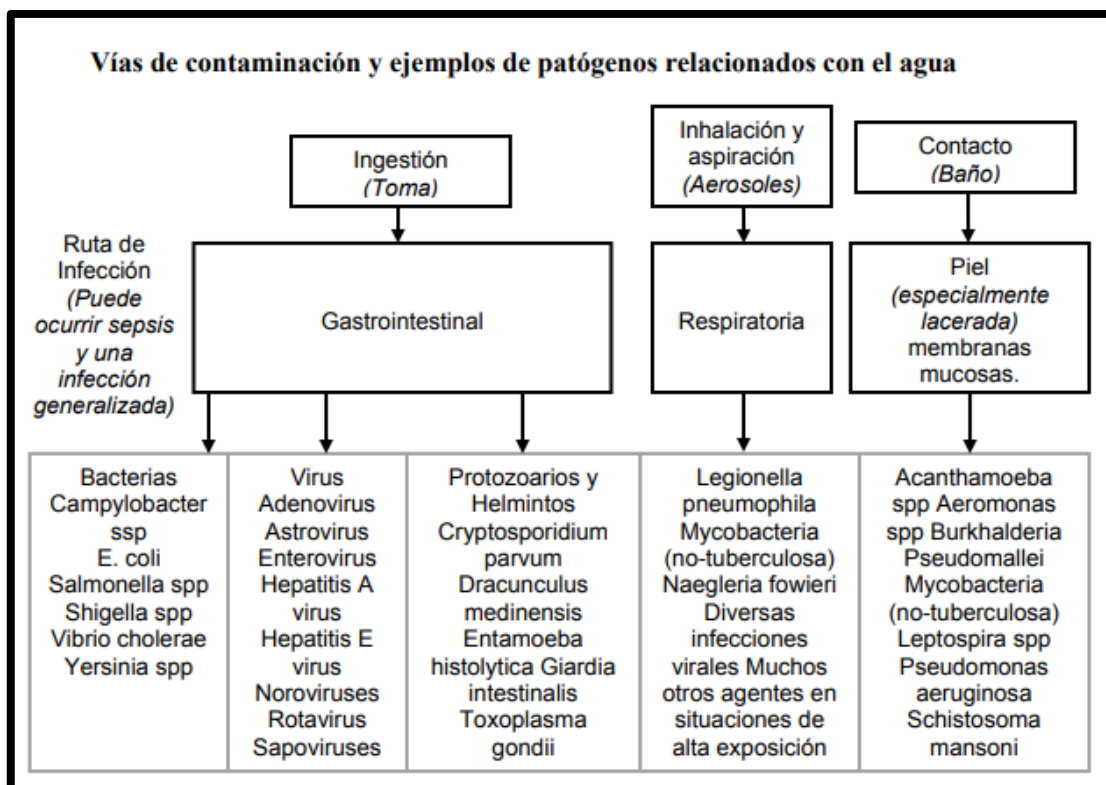 Vías de contaminación y ejemplos de patógenos relacionados con el agua
Ingestión
(Toma)
Inhalación y
aspiración
(Aerosoles)
Contacto
(Baño)
Ruta de
Infección
(Puede
ocurrir sepsis
y una
infección
generalizada)
Gastrointestinal
Respiratoria
Piel
(especialmente
lacerada)
membranas
mucosas.
Bacterias
Campylobacter
ssp
E. coli
Salmonella spp
Shigella spp
Vibrio cholerae
Yersinia spp
Virus
Adenovirus
Astrovirus
Enterovirus
Hepatitis A
virus
Hepatitis E
virus
Noroviruses
Rotavirus
Sapoviruses
Protozoarios y
Helmintos
Cryptosporidium
parvum
Dracunculus
medinensis
Entamoeba
histolytica Giardia
intestinalis
Toxoplasma
gondii
Legionella
pneumophila
Mycobacteria
(no-tuberculosa)
Naegleria fowieri
Diversas
infecciones
virales Muchos
otros agentes en
situaciones de
alta exposición
Acanthamoeba
spp Aeromonas
spp Burkhalderia
Pseudomallei
Mycobacteria
(no-tuberculosa)
Leptospira spp
Pseudomonas
aeruginosa
Schistosoma
mansoni